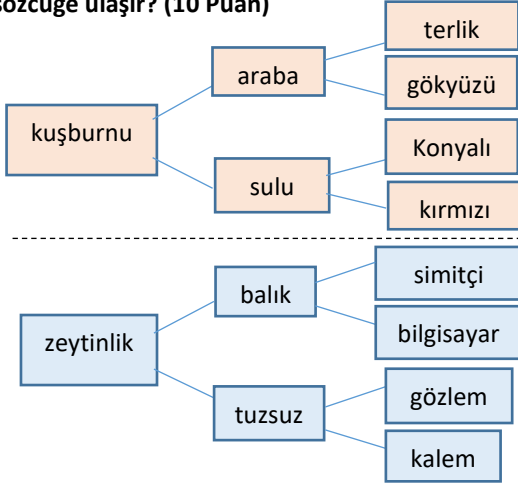 sözcüğe ulaşır? (10 Puan)
terlik
araba
gökyüzü
kuşburnu
Konyalı
sulu
kırmızı
simitçi
balık
bilgisayar
zeytinlik
gözlem
tuzsuz
kalem